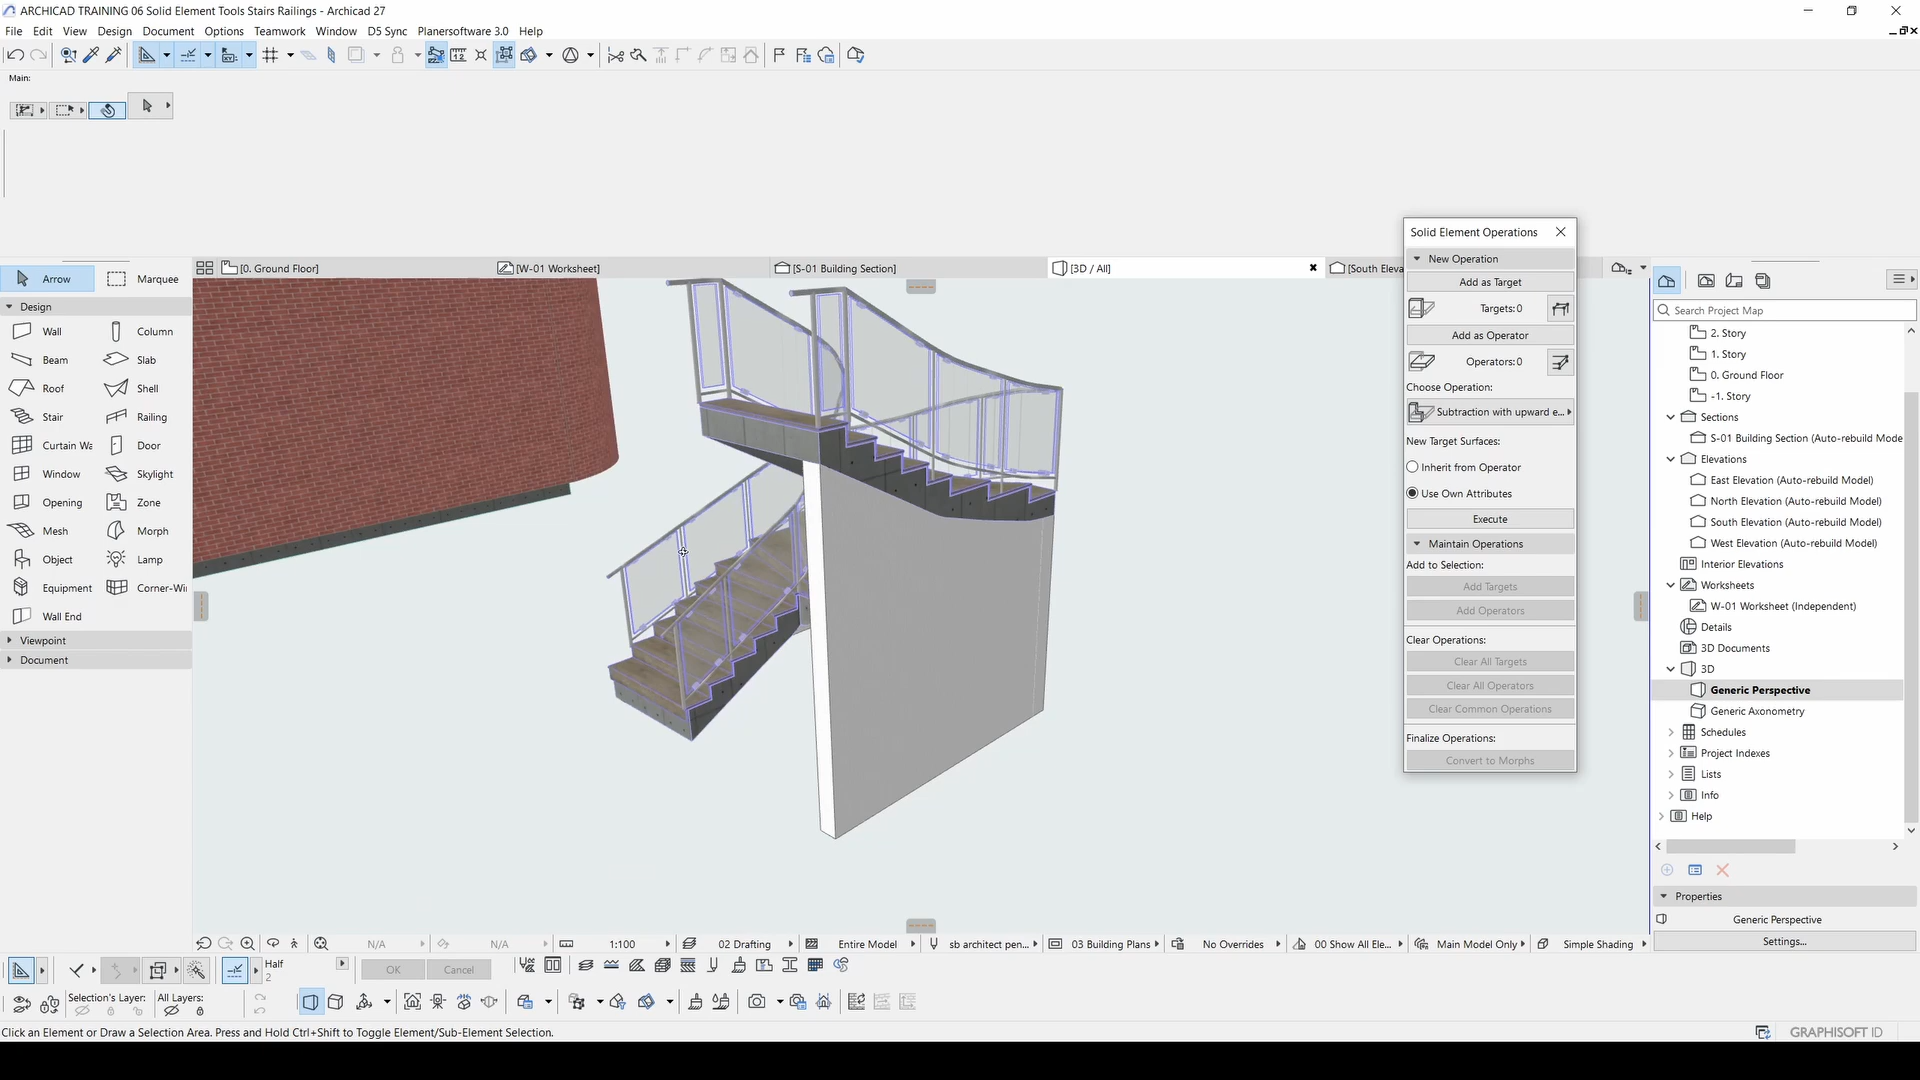 ARCHICAD TRAINING 06 Solid Element Tools Stairs Railings - Archicad 27
File Edit View Design Document Options Teamwork Window D5 Sync Planersoftware 3.0 Help
Main:
[0. Ground Floor]
[W-01 Worksheet]
[S-01 Building Section]
[3D / All]
[South Eleva
Arrow
Marquee
Design
Wall
Column
Beam
Slab
Roof
Shell
Stair
Railing
Curtain Wa
Door
Window
Skylight
Opening
Zone
Mesh
Morph
Object
Lamp
Equipment
Corner-Wi
Wall End
Viewpoint
Document
Solid Element Operations
New Operation
Add as Target
Targets:0
Add as Operator
Operators:0
Choose Operation:
Subtraction with upward e...
New Target Surfaces:
Inherit from Operator
Use Own Attributes
Execute
Maintain Operations
Add to Selection:
Add Targets
Add Operators
Clear Operations:
Clear All Targets
Clear All Operators
Clear Common Operations
Finalize Operations:
Convert to Morphs
Search Project Map
2. Story
1. Story
0. Ground Floor
-1. Story
Sections
S-01 Building Section (Auto-rebuild Mode
Elevations
East Elevation (Auto-rebuild Model)
North Elevation (Auto-rebuild Model)
South Elevation (Auto-rebuild Model)
West Elevation (Auto-rebuild Model)
Interior Elevations
Worksheets
W-01 Worksheet (Independent)
Details
3D Documents
3D
Generic Perspective
Generic Axonometry
Schedules
Project Indexes
Lists
Info
Help
Properties
Generic Perspective
Settings...
N/A
N/A
1:100
02 Drafting
Entire Model
sb architect pen...
03 Building Plans
No Overrides
00 Show All Ele...
Main Model Only
Simple Shading
Half
2
OK
Cancel
Selection's Layer:
All Layers:
Click an Element or Draw a Selection Area. Press and Hold Ctrl+Shift to Toggle Element/Sub-Element Selection.
GRAPHISOFT ID